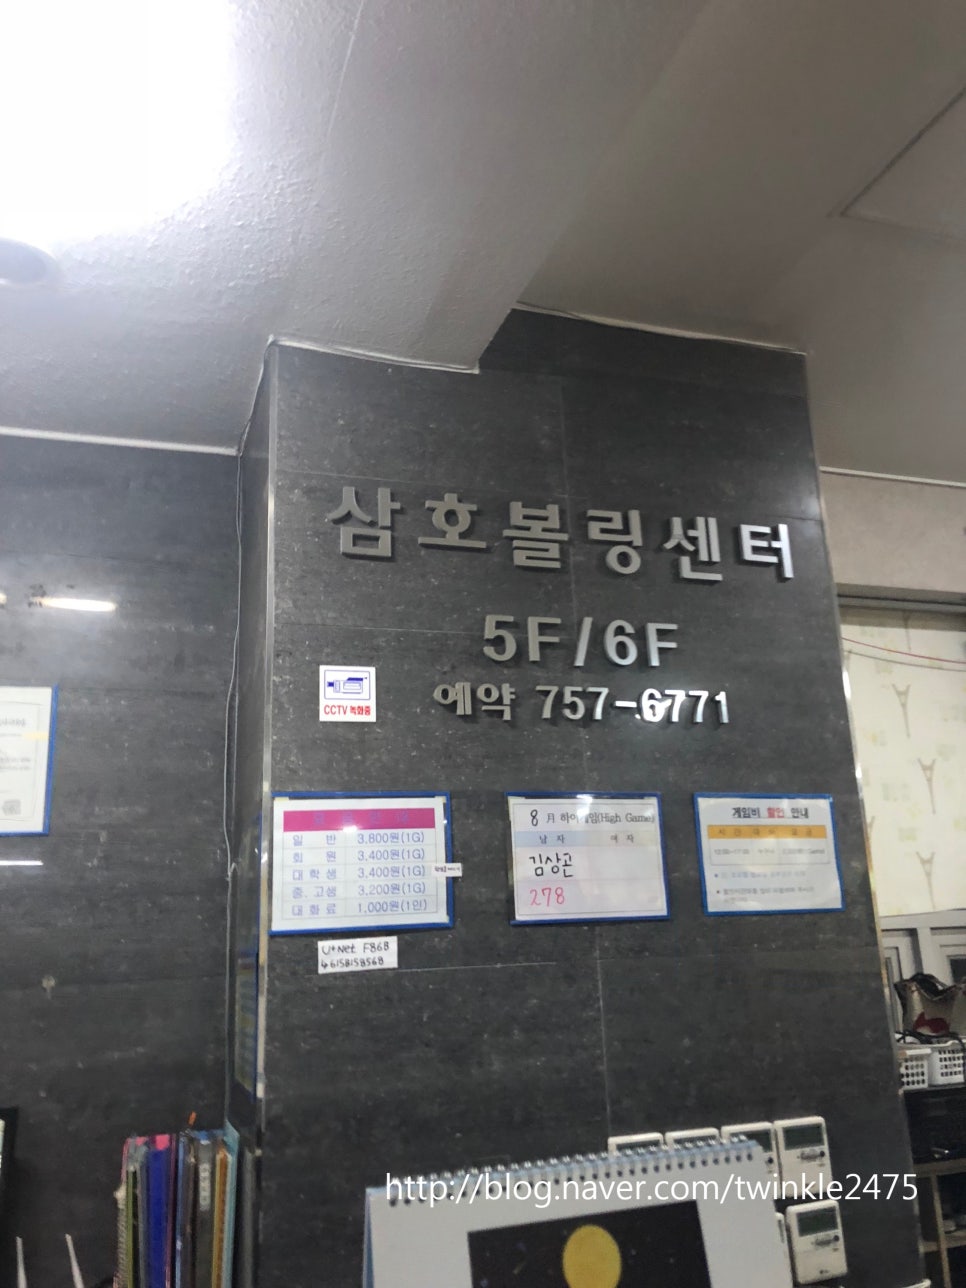 삼호볼링센터
5F/6F
예약 757-6771
CCTV 녹화중
일 반 3,800원(1G)
회 원 3,400원(1G)
대 학 생 3,400원(1G)
중.고생 3,200원(1G)
대 화 료 1,000원(1인)
U+Net F86B
8 月 하이게임(High Game)
남 자 여 자
김상곤
278
게임비 할인 안내
http://blog.naver.com/twinkle2475